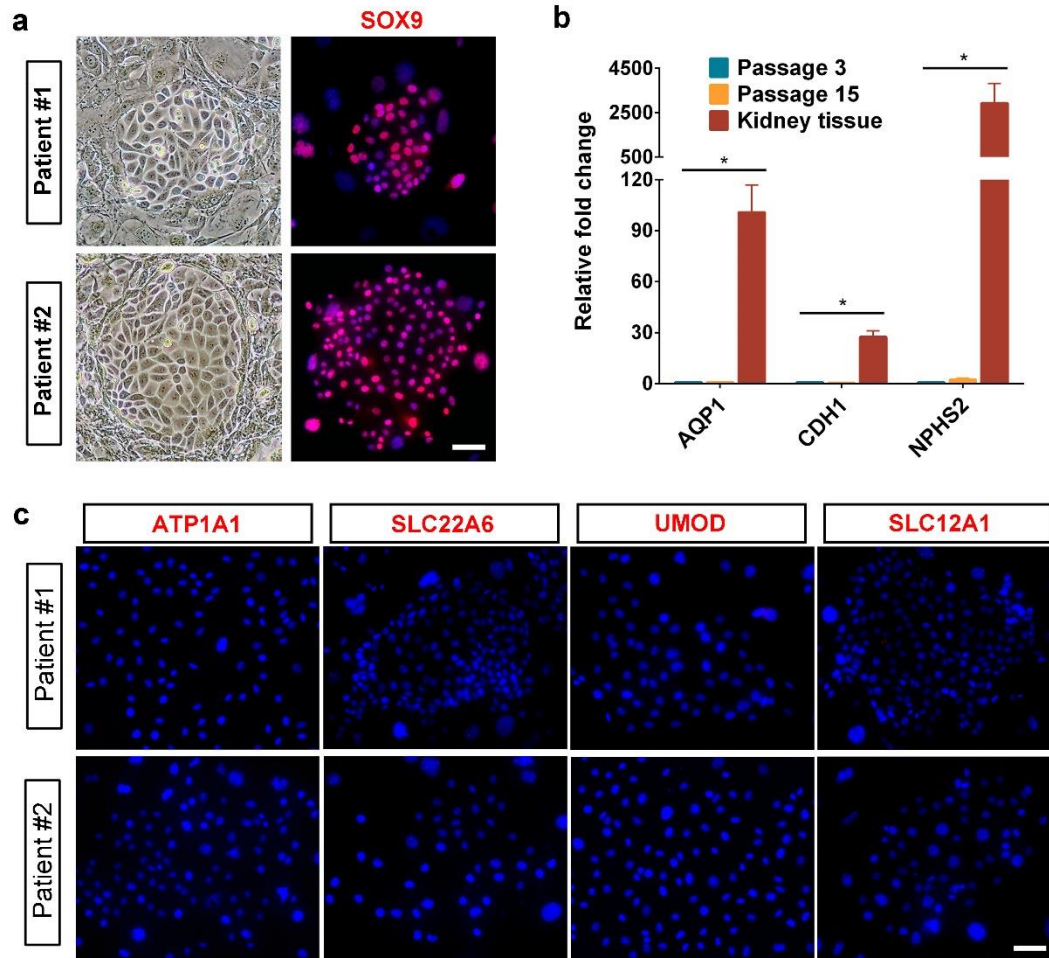 a
SOX9
Patient #1
Patient #2
b
Relative fold change
4500
2500
500
120
90
60
30
0
Passage 3
Passage 15
Kidney tissue
*
*
*
AQP1
CDH1
NPHS2
c
ATP1A1
SLC22A6
UMOD
SLC12A1
Patient #1
Patient #2